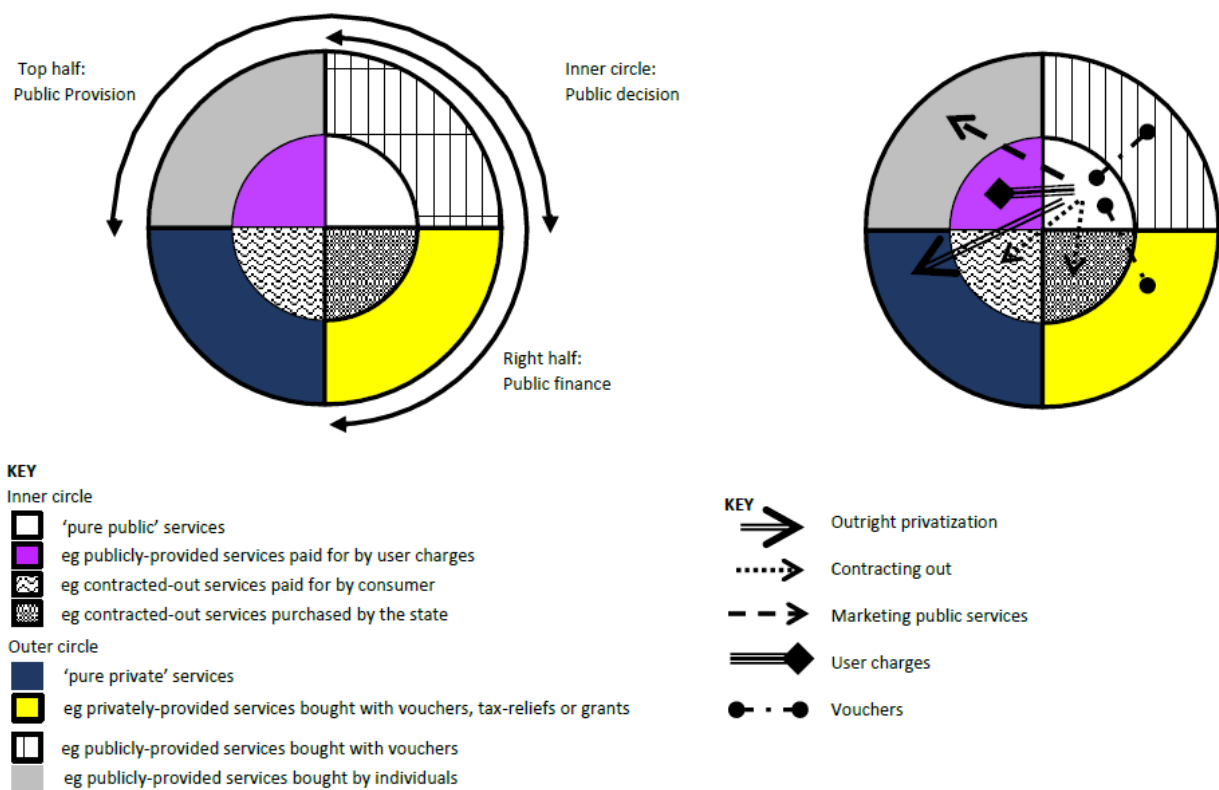 Top half:
Public Provision
Inner circle:
Public decision
Right half:
Public finance
KEY
Inner circle
‘pure public’ services
eg publicly-provided services paid for by user charges
eg contracted-out services paid for by consumer
eg contracted-out services purchased by the state
Outer circle
‘pure private’ services
eg privately-provided services bought with vouchers, tax-reliefs or grants
eg publicly-provided services bought with vouchers
eg publicly-provided services bought by individuals
KEY
Outright privatization
Contracting out
Marketing public services
User charges
Vouchers